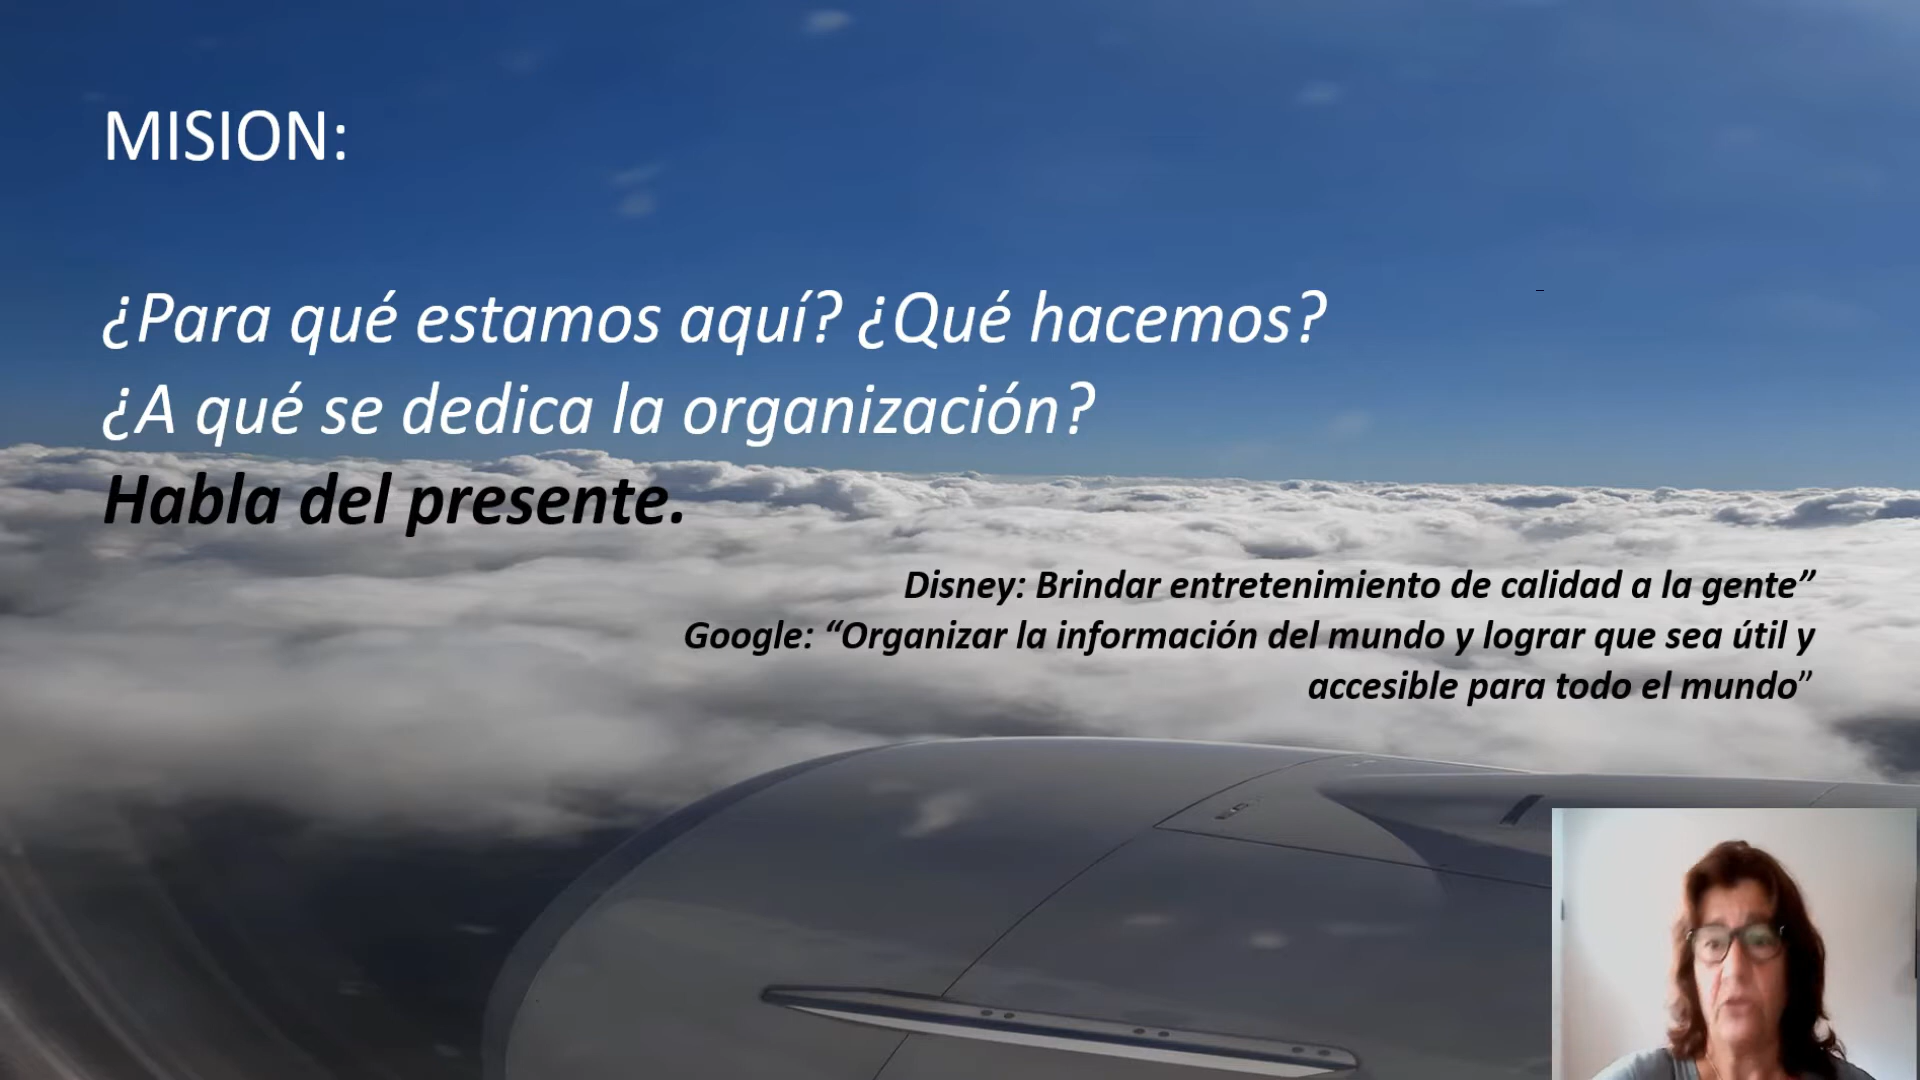 MISION:
¿Para qué estamos aquí? ¿Qué hacemos?
¿A qué se dedica la organización?
Habla del presente.
Disney: Brindar entretenimiento de calidad a la gente”
Google: “Organizar la información del mundo y lograr que sea útil y
accesible para todo el mundo”